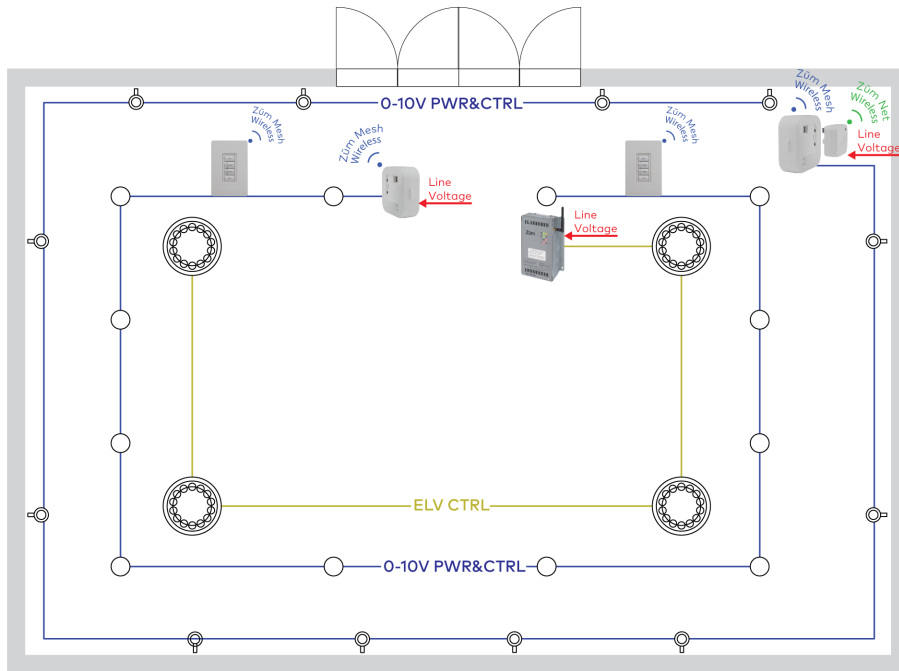 0-10V PWR&CTRL
Züm Mesh
Wireless
Züm Net
Wireless
Line
Voltage
Züm Mesh
Wireless
Züm Mesh
Wireless
Line
Voltage
Züm Mesh
Wireless
Line
Voltage
Züm
ELV CTRL
0-10V PWR&CTRL